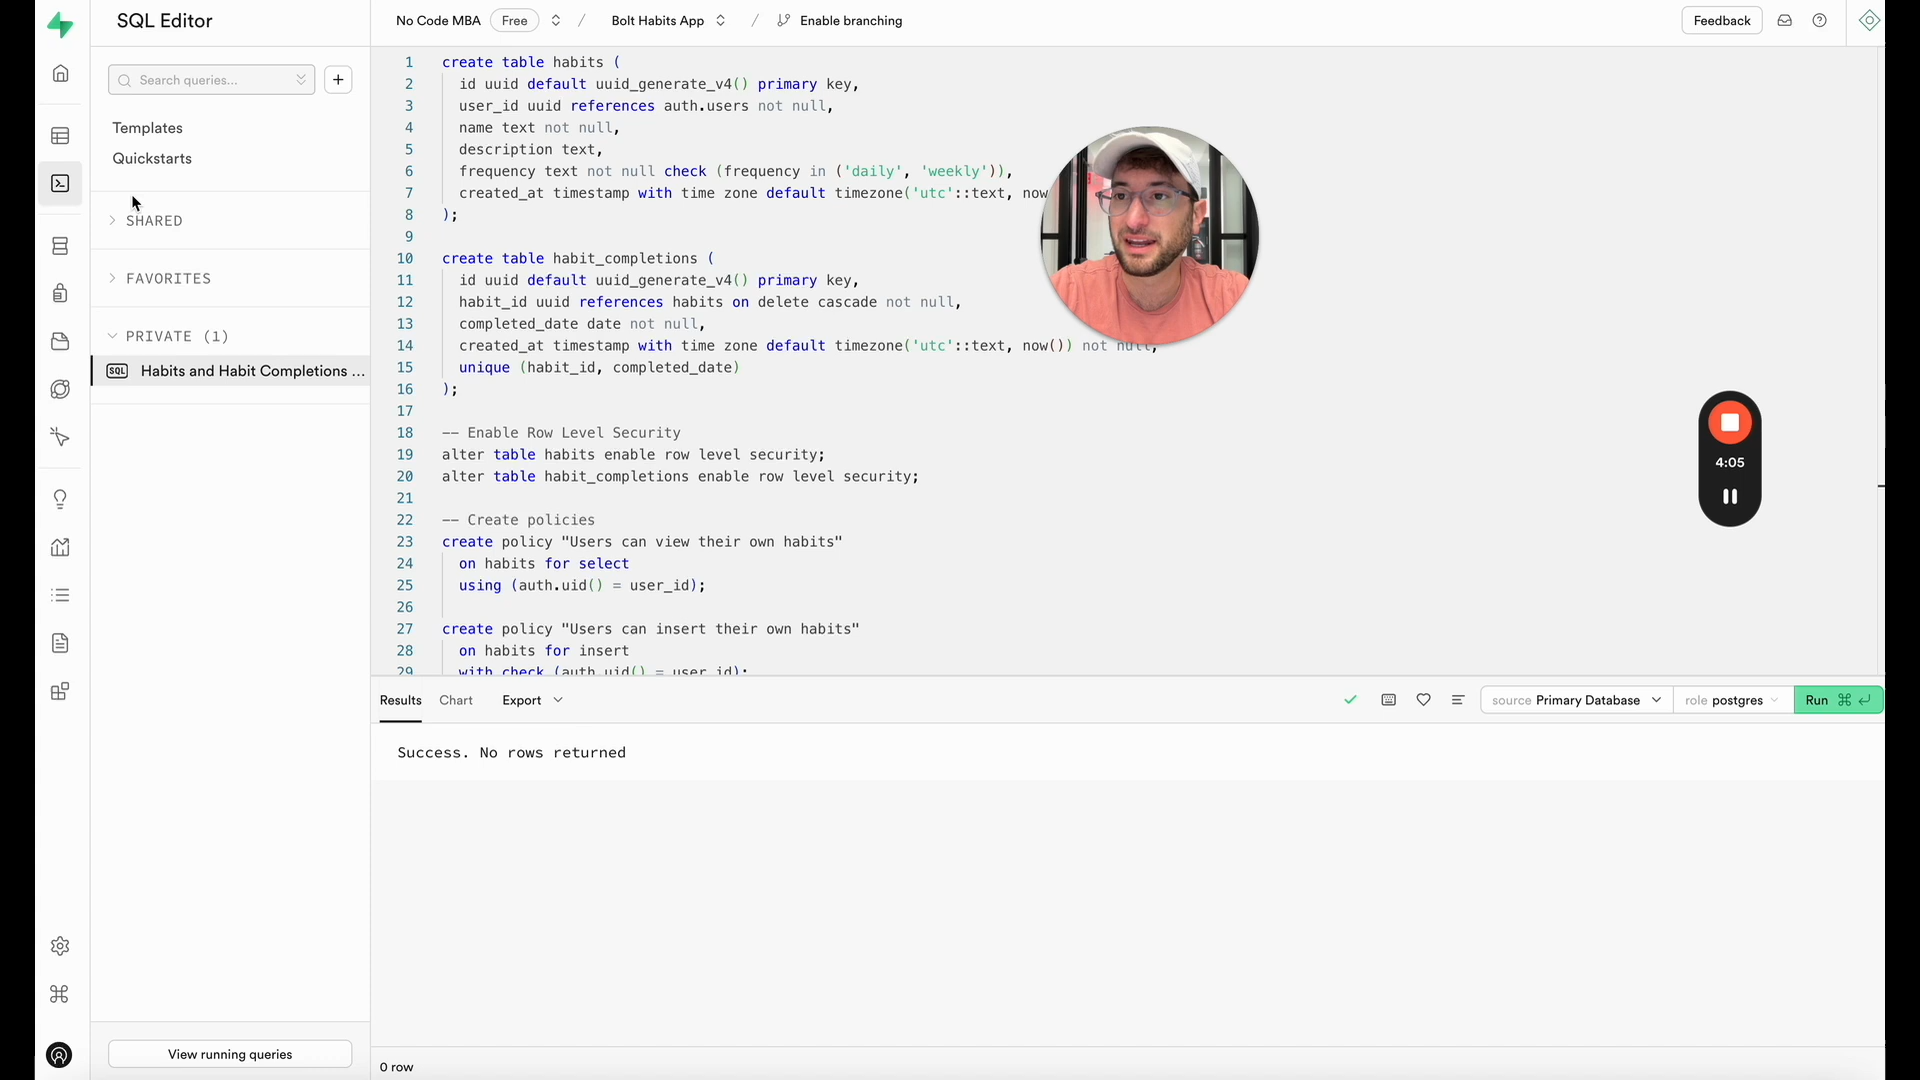 SQL Editor
No Code MBA Free / Bolt Habits App / Enable branching
Feedback
Search queries...
Templates
Quickstarts
SHARED
FAVORITES
PRIVATE (1)
SQL Habits and Habit Completions ...
View running queries
1 create table habits (
2 id uuid default uuid_generate_v4() primary key,
3 user_id uuid references auth.users not null,
4 name text not null,
5 description text,
6 frequency text not null check (frequency in ('daily', 'weekly')),
7 created_at timestamp with time zone default timezone('utc'::text, now
8 );
9
10 create table habit_completions (
11 id uuid default uuid_generate_v4() primary key,
12 habit_id uuid references habits on delete cascade not null,
13 completed_date date not null,
14 created_at timestamp with time zone default timezone('utc'::text, now()) not null,
15 unique (habit_id, completed_date)
16 );
17
18 -- Enable Row Level Security
19 alter table habits enable row level security;
20 alter table habit_completions enable row level security;
21
22 -- Create policies
23 create policy "Users can view their own habits"
24 on habits for select
25 using (auth.uid() = user_id);
26
27 create policy "Users can insert their own habits"
28 on habits for insert
29 with check (auth.uid() = user_id);
4:05
Results Chart Export
source Primary Database role postgres Run ⌘
Success. No rows returned
0 row